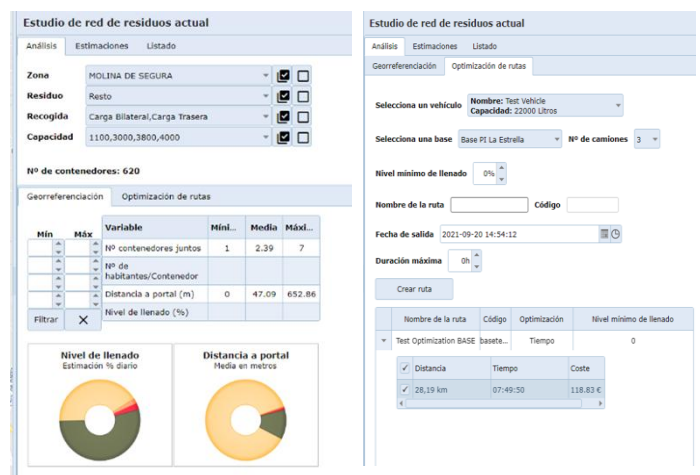 Estudio de red de residuos actual
Análisis Estimaciones Listado
Zona MOLINA DE SEGURA
Residuo Resto
Recogida Carga Bilateral,Carga Trasera
Capacidad 1100,3000,3800,4000
Nº de contenedores: 620
Georreferenciación Optimización de rutas
Mín Máx Variable Míni... Media Máxi...
Nº contenedores juntos 1 2.39 7
Nº de
habitantes/Contenedor
Distancia a portal (m) 0 47.09 652.86
Nivel de llenado (%)
Filtrar
Nivel de llenado
Estimación % diario
Distancia a portal
Media en metros
Estudio de red de residuos actual
Análisis Estimaciones Listado
Georreferenciación Optimización de rutas
Selecciona un vehículo Nombre: Test Vehicle
Capacidad: 22000 Litros
Selecciona una base Base PI La Estrella Nº de camiones 3
Nivel mínimo de llenado 0%
Nombre de la ruta Código
Fecha de salida 2021-09-20 14:54:12
Duración máxima 0h
Crear ruta
Nombre de la ruta Código Optimización Nivel mínimo de llenado
Test Optimization BASE basete... Tiempo 0
Distancia Tiempo Coste
28,19 km 07:49:50 118.83 €